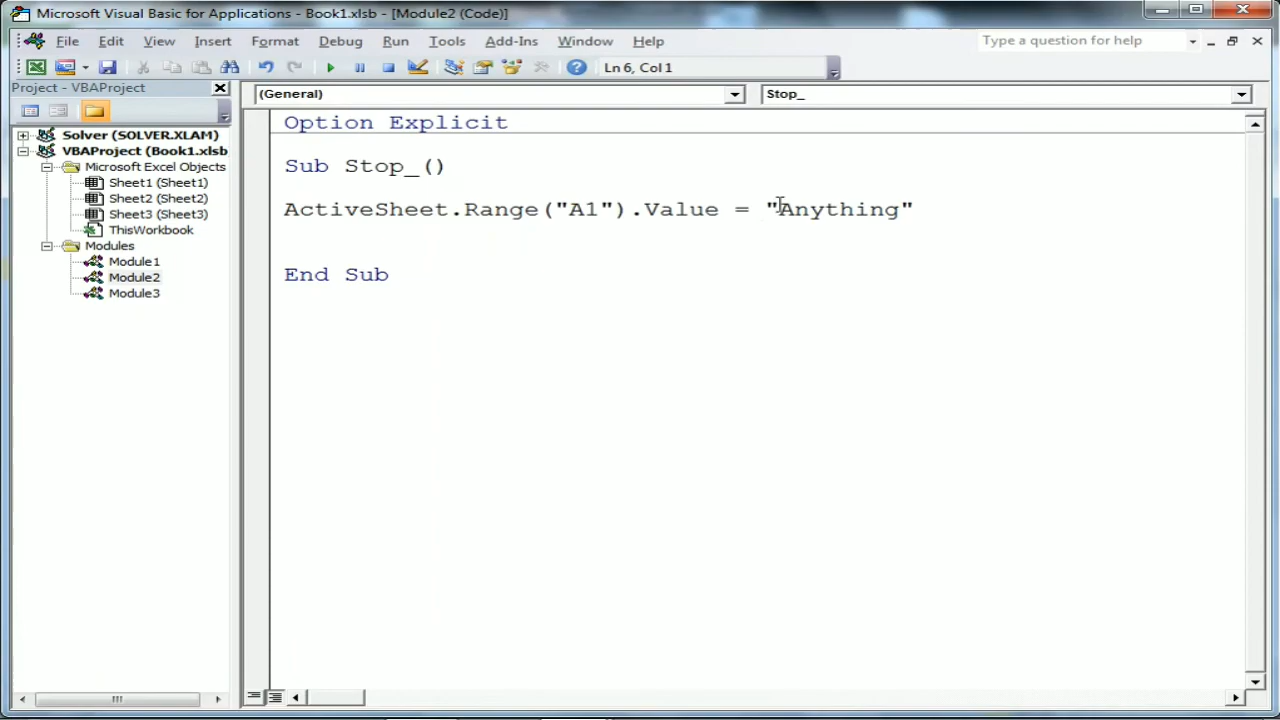 Microsoft Visual Basic for Applications - Book1.xlsb - [Module2 (Code)]
File Edit View Insert Format Debug Run Tools Add-Ins Window Help
Type a question for help
Ln 6, Col 1
Project - VBAProject
(General)
Stop_
Solver (SOLVER.XLAM)
VBAProject (Book1.xlsb
Microsoft Excel Objects
Sheet1 (Sheet1)
Sheet2 (Sheet2)
Sheet3 (Sheet3)
ThisWorkbook
Modules
Module1
Module2
Module3
Option Explicit
Sub Stop_()
ActiveSheet.Range("A1").Value = "Anything"
End Sub